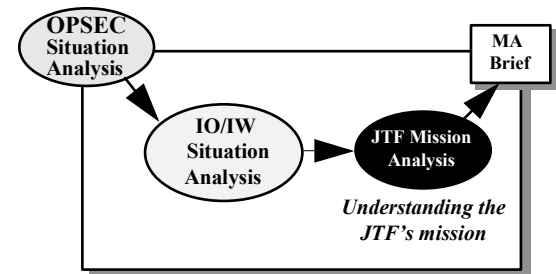 OPSEC
Situation
Analysis
MA
Brief
IO/IW
Situation
Analysis
JTF Mission
Analysis
Understanding the
JTF's mission